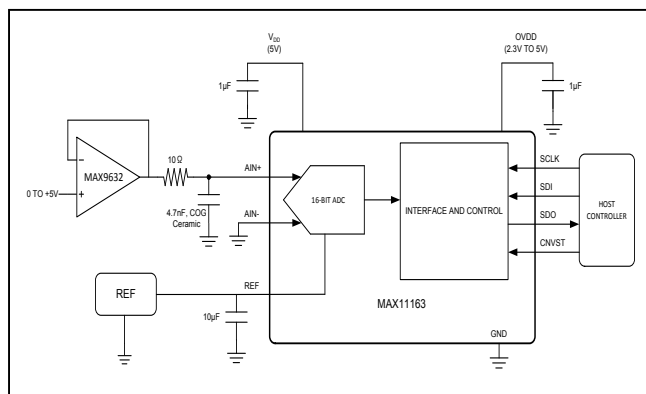 V_DD
(5V)
OVDD
(2.3V TO 5V)
1µF
1µF
MAX9632
-
+
0 TO +5V
10Ω
AIN+
4.7nF, COG
Ceramic
AIN-
16-BIT ADC
INTERFACE AND CONTROL
SCLK
SDI
SDO
CNVST
HOST
CONTROLLER
REF
REF
10µF
MAX11163
GND